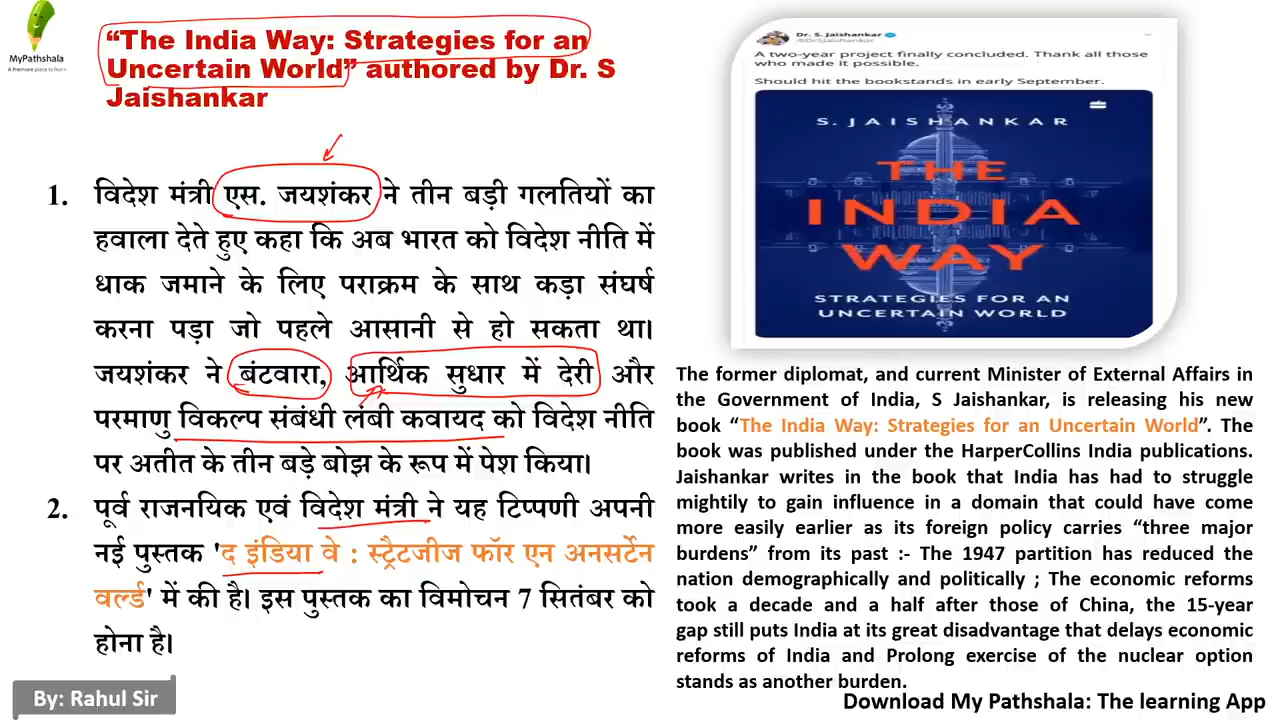 MyPathshala
“The India Way: Strategies for an
Uncertain World” authored by Dr. S
Jaishankar
1. विदेश मंत्री एस. जयशंकर ने तीन बड़ी गलतियों का
हवाला देते हुए कहा कि अब भारत को विदेश नीति में
धाक जमाने के लिए पराक्रम के साथ कड़ा संघर्ष
करना पड़ा जो पहले आसानी से हो सकता था।
जयशंकर ने बंटवारा, आर्थिक सुधार में देरी और
परमाणु विकल्प संबंधी लंबी कवायद को विदेश नीति
पर अतीत के तीन बड़े बोझ के रूप में पेश किया।
2. पूर्व राजनयिक एवं विदेश मंत्री ने यह टिप्पणी अपनी
नई पुस्तक 'द इंडिया वे : स्ट्रैटजीज फॉर एन अनसर्टेन
वर्ल्ड' में की है। इस पुस्तक का विमोचन 7 सितंबर को
होना है।
Dr. S. Jaishankar
@DrSJaishankar
A two-year project finally concluded. Thank all those
who made it possible.
Should hit the bookstands in early September.
S. JAISHANKAR
THE
INDIA
WAY
STRATEGIES FOR AN
UNCERTAIN WORLD
The former diplomat, and current Minister of External Affairs in
the Government of India, S Jaishankar, is releasing his new
book “The India Way: Strategies for an Uncertain World”. The
book was published under the HarperCollins India publications.
Jaishankar writes in the book that India has had to struggle
mightily to gain influence in a domain that could have come
more easily earlier as its foreign policy carries “three major
burdens” from its past :- The 1947 partition has reduced the
nation demographically and politically ; The economic reforms
took a decade and a half after those of China, the 15-year
gap still puts India at its great disadvantage that delays economic
reforms of India and Prolong exercise of the nuclear option
stands as another burden.
By: Rahul Sir
Download My Pathshala: The learning App